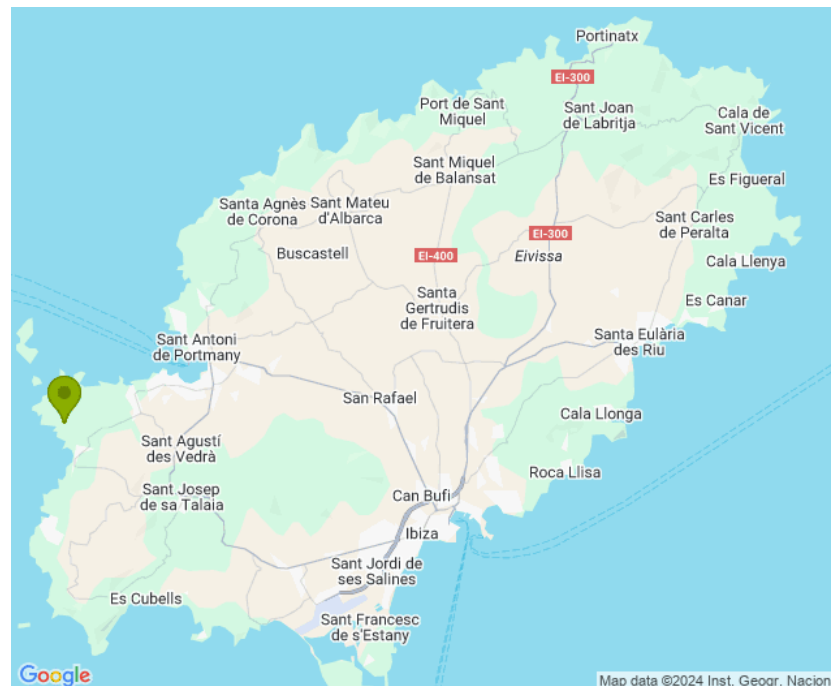 Portinatx
EI-300
Port de Sant
Miquel
Sant Joan
de Labritja
Cala de
Sant Vicent
Sant Miquel
de Balansat
Es Figueral
Santa Agnès
de Corona
Sant Mateu
d'Albarca
Sant Carles
de Peralta
EI-300
Buscastell
EI-400
Eivissa
Cala Llenya
Santa
Gertrudis
de Fruitera
Es Canar
Sant Antoni
de Portmany
Santa Eulària
des Riu
San Rafael
Cala Llonga
Sant Agustí
des Vedrà
Roca Llisa
Sant Josep
de sa Talaia
Can Bufi
Ibiza
Sant Jordi de
ses Salines
Es Cubells
Sant Francesc
de s'Estany
Google
Map data ©2024 Inst. Geogr. Nacion